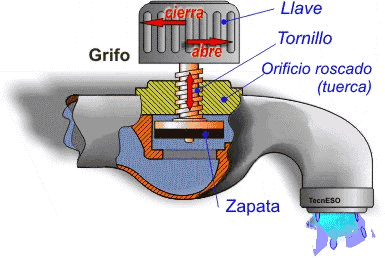 cierra
Llave
abre
Tornillo
Grifo
Orificio roscado
(tuerca)
Zapata
TecnESO